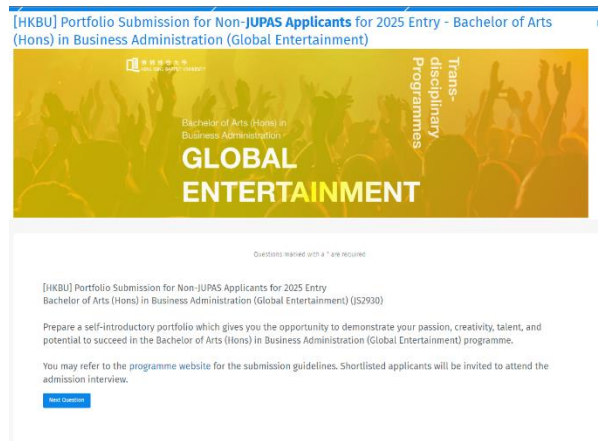 [HKBU] Portfolio Submission for Non-JUPAS Applicants for 2025 Entry - Bachelor of Arts
(Hons) in Business Administration (Global Entertainment)
Trans-
disciplinary
Programmes
Bachelor of Arts (Hons) in
Business Administration
GLOBAL
ENTERTAINMENT
Questions marked with a * are required
[HKBU] Portfolio Submission for Non-JUPAS Applicants for 2025 Entry
Bachelor of Arts (Hons) in Business Administration (Global Entertainment) (JS2930)
Prepare a self-introductory portfolio which gives you the opportunity to demonstrate your passion, creativity, talent, and
potential to succeed in the Bachelor of Arts (Hons) in Business Administration (Global Entertainment) programme.
You may refer to the programme website for the submission guidelines. Shortlisted applicants will be invited to attend the
admission interview.
Next Question